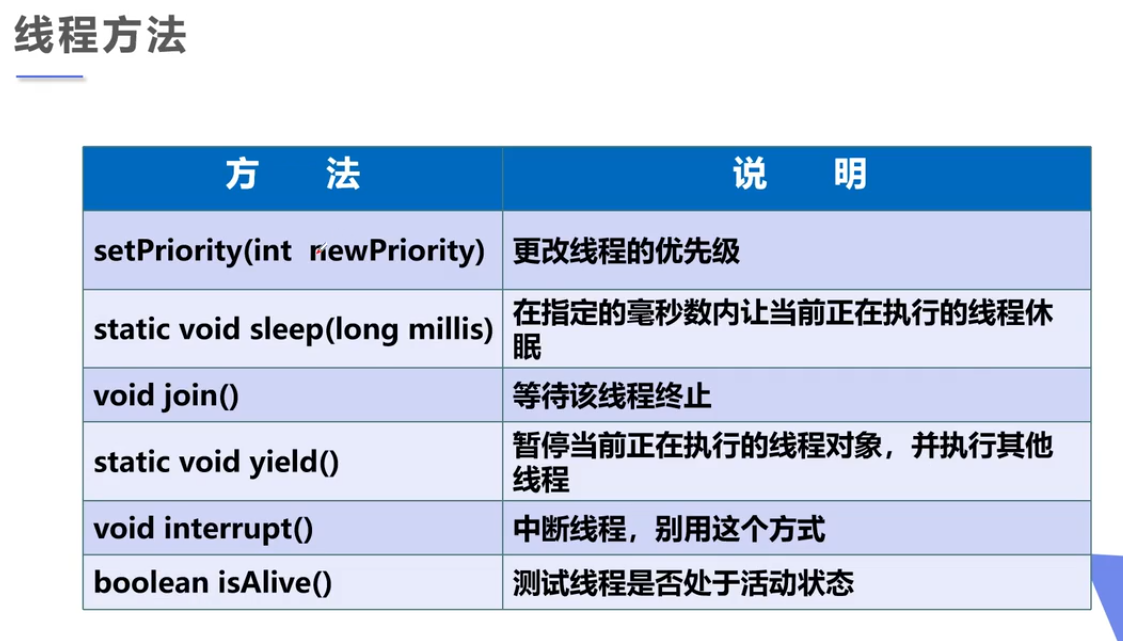 线程方法
方 法
说 明
setPriority(int newPriority)
更改线程的优先级
static void sleep(long millis)
在指定的毫秒数内让当前正在执行的线程休
眠
void join()
等待该线程终止
static void yield()
暂停当前正在执行的线程对象，并执行其他
线程
void interrupt()
中断线程，别用这个方式
boolean isAlive()
测试线程是否处于活动状态